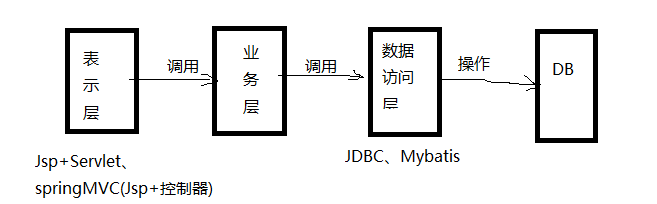 表
示
层
调用
业
务
层
调用
数据
访问
层
操作
DB
Jsp+Servlet、
springMVC(Jsp+控制器)
JDBC、Mybatis